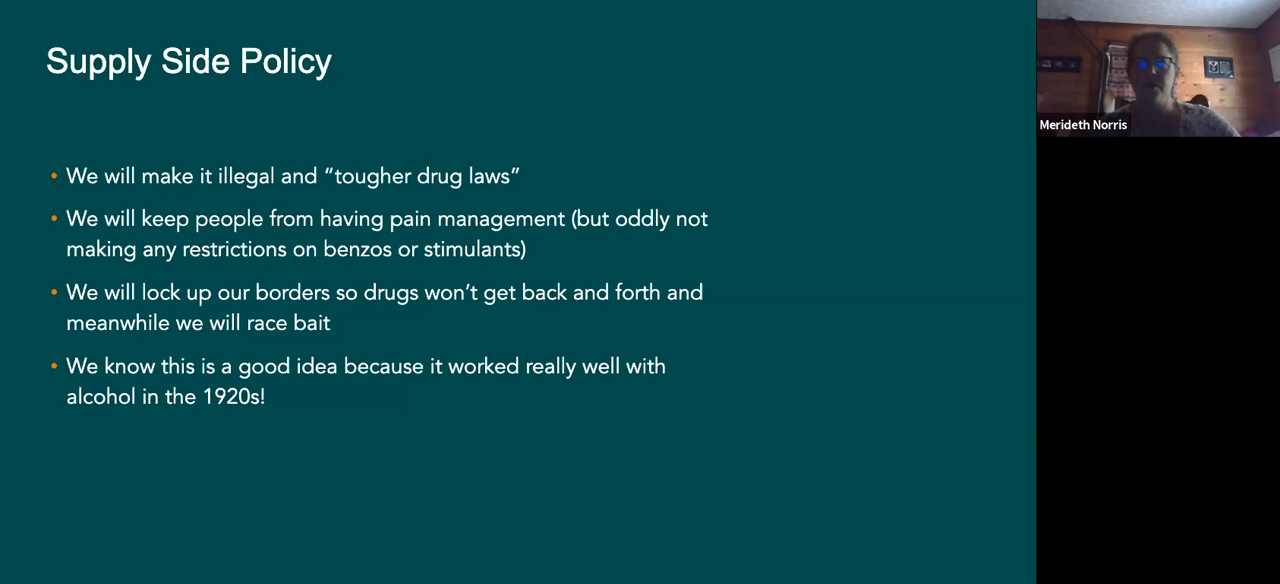 Supply Side Policy
• We will make it illegal and “tougher drug laws”
• We will keep people from having pain management (but oddly not
making any restrictions on benzos or stimulants)
• We will lock up our borders so drugs won’t get back and forth and
meanwhile we will race bait
• We know this is a good idea because it worked really well with
alcohol in the 1920s!
Merideth Norris